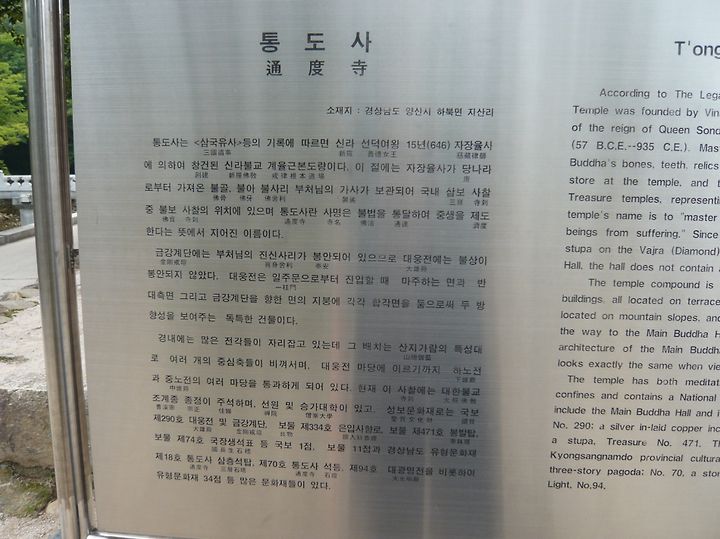 통도사
通度寺
소재지 : 경상남도 양산시 하북면 지산리
통도사는 <삼국유사>등의 기록에 따르면 신라 선덕여왕 15년(646) 자장율사
三國遺事 新羅 善德女王 慈藏律師
에 의하여 창건된 신라불교 계율근본도량이다. 이 절에는 자장율사가 당나라
創建 新羅佛敎 戒律根本道場 唐
로부터 가져온 불골, 불아 불사리 부처님의 가사가 보관되어 국내 삼보 사찰
佛骨 佛牙 佛舍利 袈裟 三寶 寺刹
중 불보 사찰의 위치에 있으며 통도사란 사명은 불법을 통달하여 중생을 제도
佛寶 寺刹 通度寺 寺名 佛法 通達 濟度
한다는 뜻에서 지어진 이름이다.
금강계단에는 부처님의 진신사리가 봉안되어 있으므로 대웅전에는 불상이
金剛戒壇 眞身舍利 奉安 大雄殿
봉안되지 않았다. 대웅전은 일주문으로부터 진입할 때 마주하는 면과 반
一柱門
대측면 그리고 금강계단을 향한 면의 지붕에 각각 합각면을 둠으로써 두 방
향성을 보여주는 독특한 건물이다.
경내에는 많은 전각들이 자리잡고 있는데 그 배치는 산지가람의 특성대
山地伽藍
로 여러 개의 중심축들이 비껴서며, 대웅전 마당에 이르기까지 하노전
下爐殿
과 중노전의 여러 마당을 통과하게 되어 있다. 현재 이 사찰에는 대한불교
中爐殿 寺刹 大韓佛敎
조계종 종정이 주석하며, 선원 및 승가대학이 있고, 성보문화재로는 국보
曹溪宗 宗正 住錫 禪院 僧伽大學 聖寶文化財 國寶
제290호 대웅전 및 금강계단, 보물 제334호 은입사향로, 보물 제471호 봉발탑,
大雄殿 金剛戒壇 寶物 銀入絲香爐 奉鉢塔
보물 제74호 국장생석표 등 국보 1점, 보물 11점과 경상남도 유형문화재
國長生石標
제18호 통도사 삼층석탑, 제70호 통도사 석등, 제94호 대광명전을 비롯하여
通度寺 三層石塔 通度寺 石燈 大光明殿
유형문화재 34점 등 많은 문화재들이 있다.
T'ong
According to The Lege
Temple was founded by Vin
of the reign of Queen Sond
(57 B.C.E.--935 C.E.). Mas
Buddha's bones, teeth, relics
store at the temple, and t
Treasure temples, representi
temple's name is to "master
beings from suffering." Since
stupa on the Vajra (Diamond)
Hall, the hall does not contain
The temple compound is
buildings, all located on terrace
located on mountain slopes, and
the way to the Main Buddha H
architecture of the Main Buddha
looks exactly the same when vie
The temple has both meditat
confines and contains a National
include the Main Buddha Hall and i
No. 290; a silver in-laid copper inc
a stupa, Treasure No. 471. Th
Kyongsangnamdo provincial cultura
three-story pagoda; No. 70, a ston
Light, No.94.